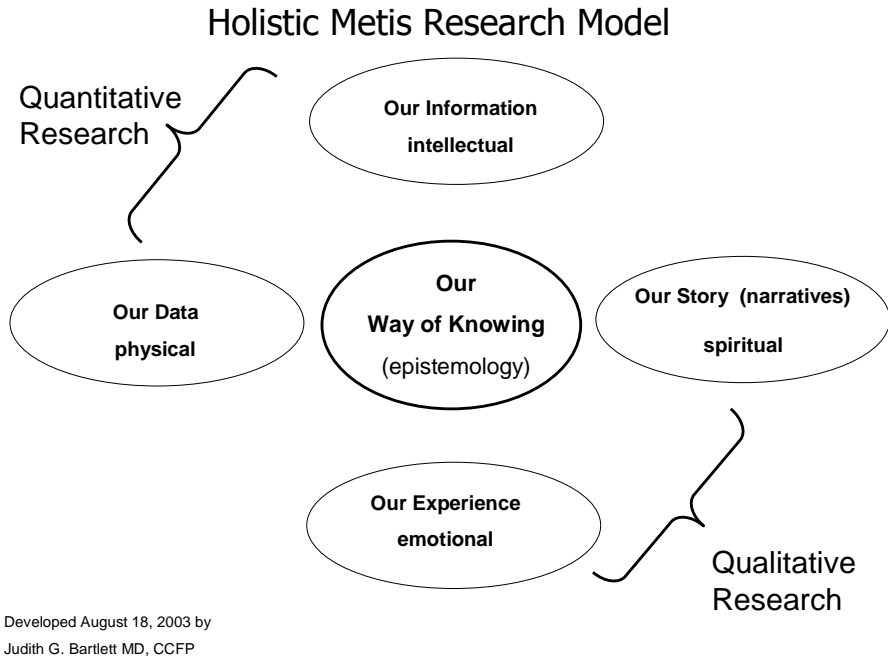 Holistic Metis Research Model
Quantitative
Research
Our Information
intellectual
Our Data
physical
Our
Way of Knowing
(epistemology)
Our Story (narratives)
spiritual
Our Experience
emotional
Qualitative
Research
Developed August 18, 2003 by
Judith G. Bartlett MD, CCFP